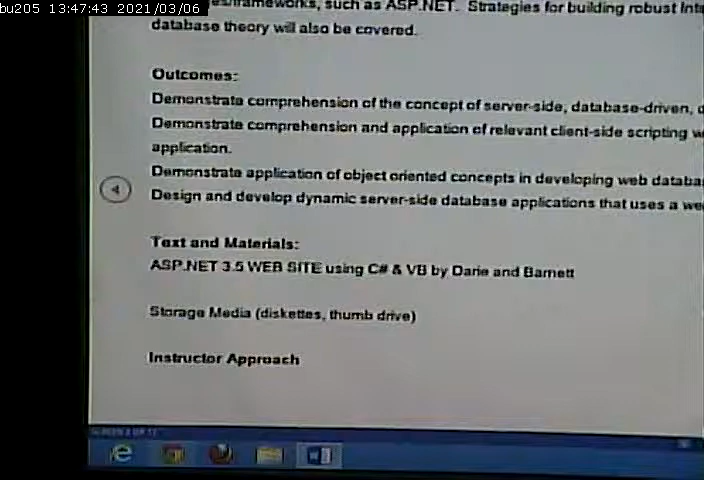 bu205 13:47:43 2021/03/06
frameworks, such as ASP.NET. Strategies for building robust
database theory will also be covered.
Outcomes:
Demonstrate comprehension of the concept of server-side, database-driven,
Demonstrate comprehension and application of relevant client-side scripting
application.
Demonstrate application of object oriented concepts in developing web
Design and develop dynamic server-side database applications that uses a
Text and Materials:
ASP.NET 3.5 WEB SITE using C# & VB by Darie and Barnett
Storage Media (diskettes, thumb drive)
Instructor Approach